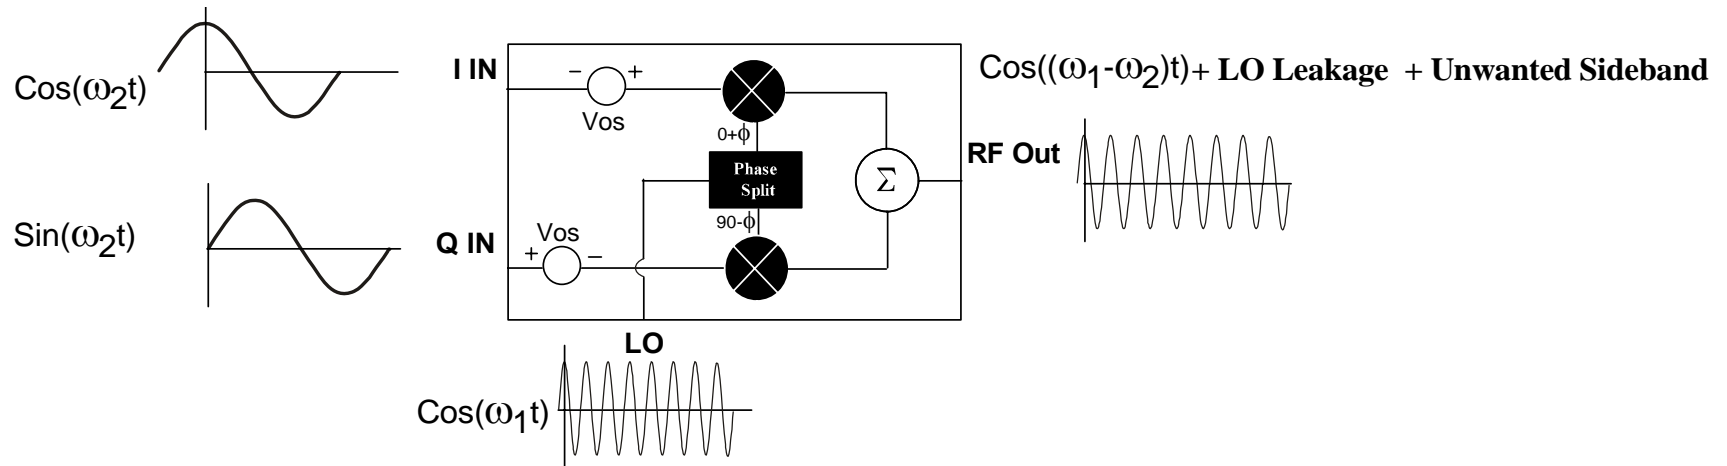 Cos(ω2t)
I IN
− +
Vos
0+ϕ
Phase
Split
90-ϕ
Σ
RF Out
Cos((ω1-ω2)t)+ LO Leakage + Unwanted Sideband
Sin(ω2t)
Q IN
Vos
+ −
LO
Cos(ω1t)